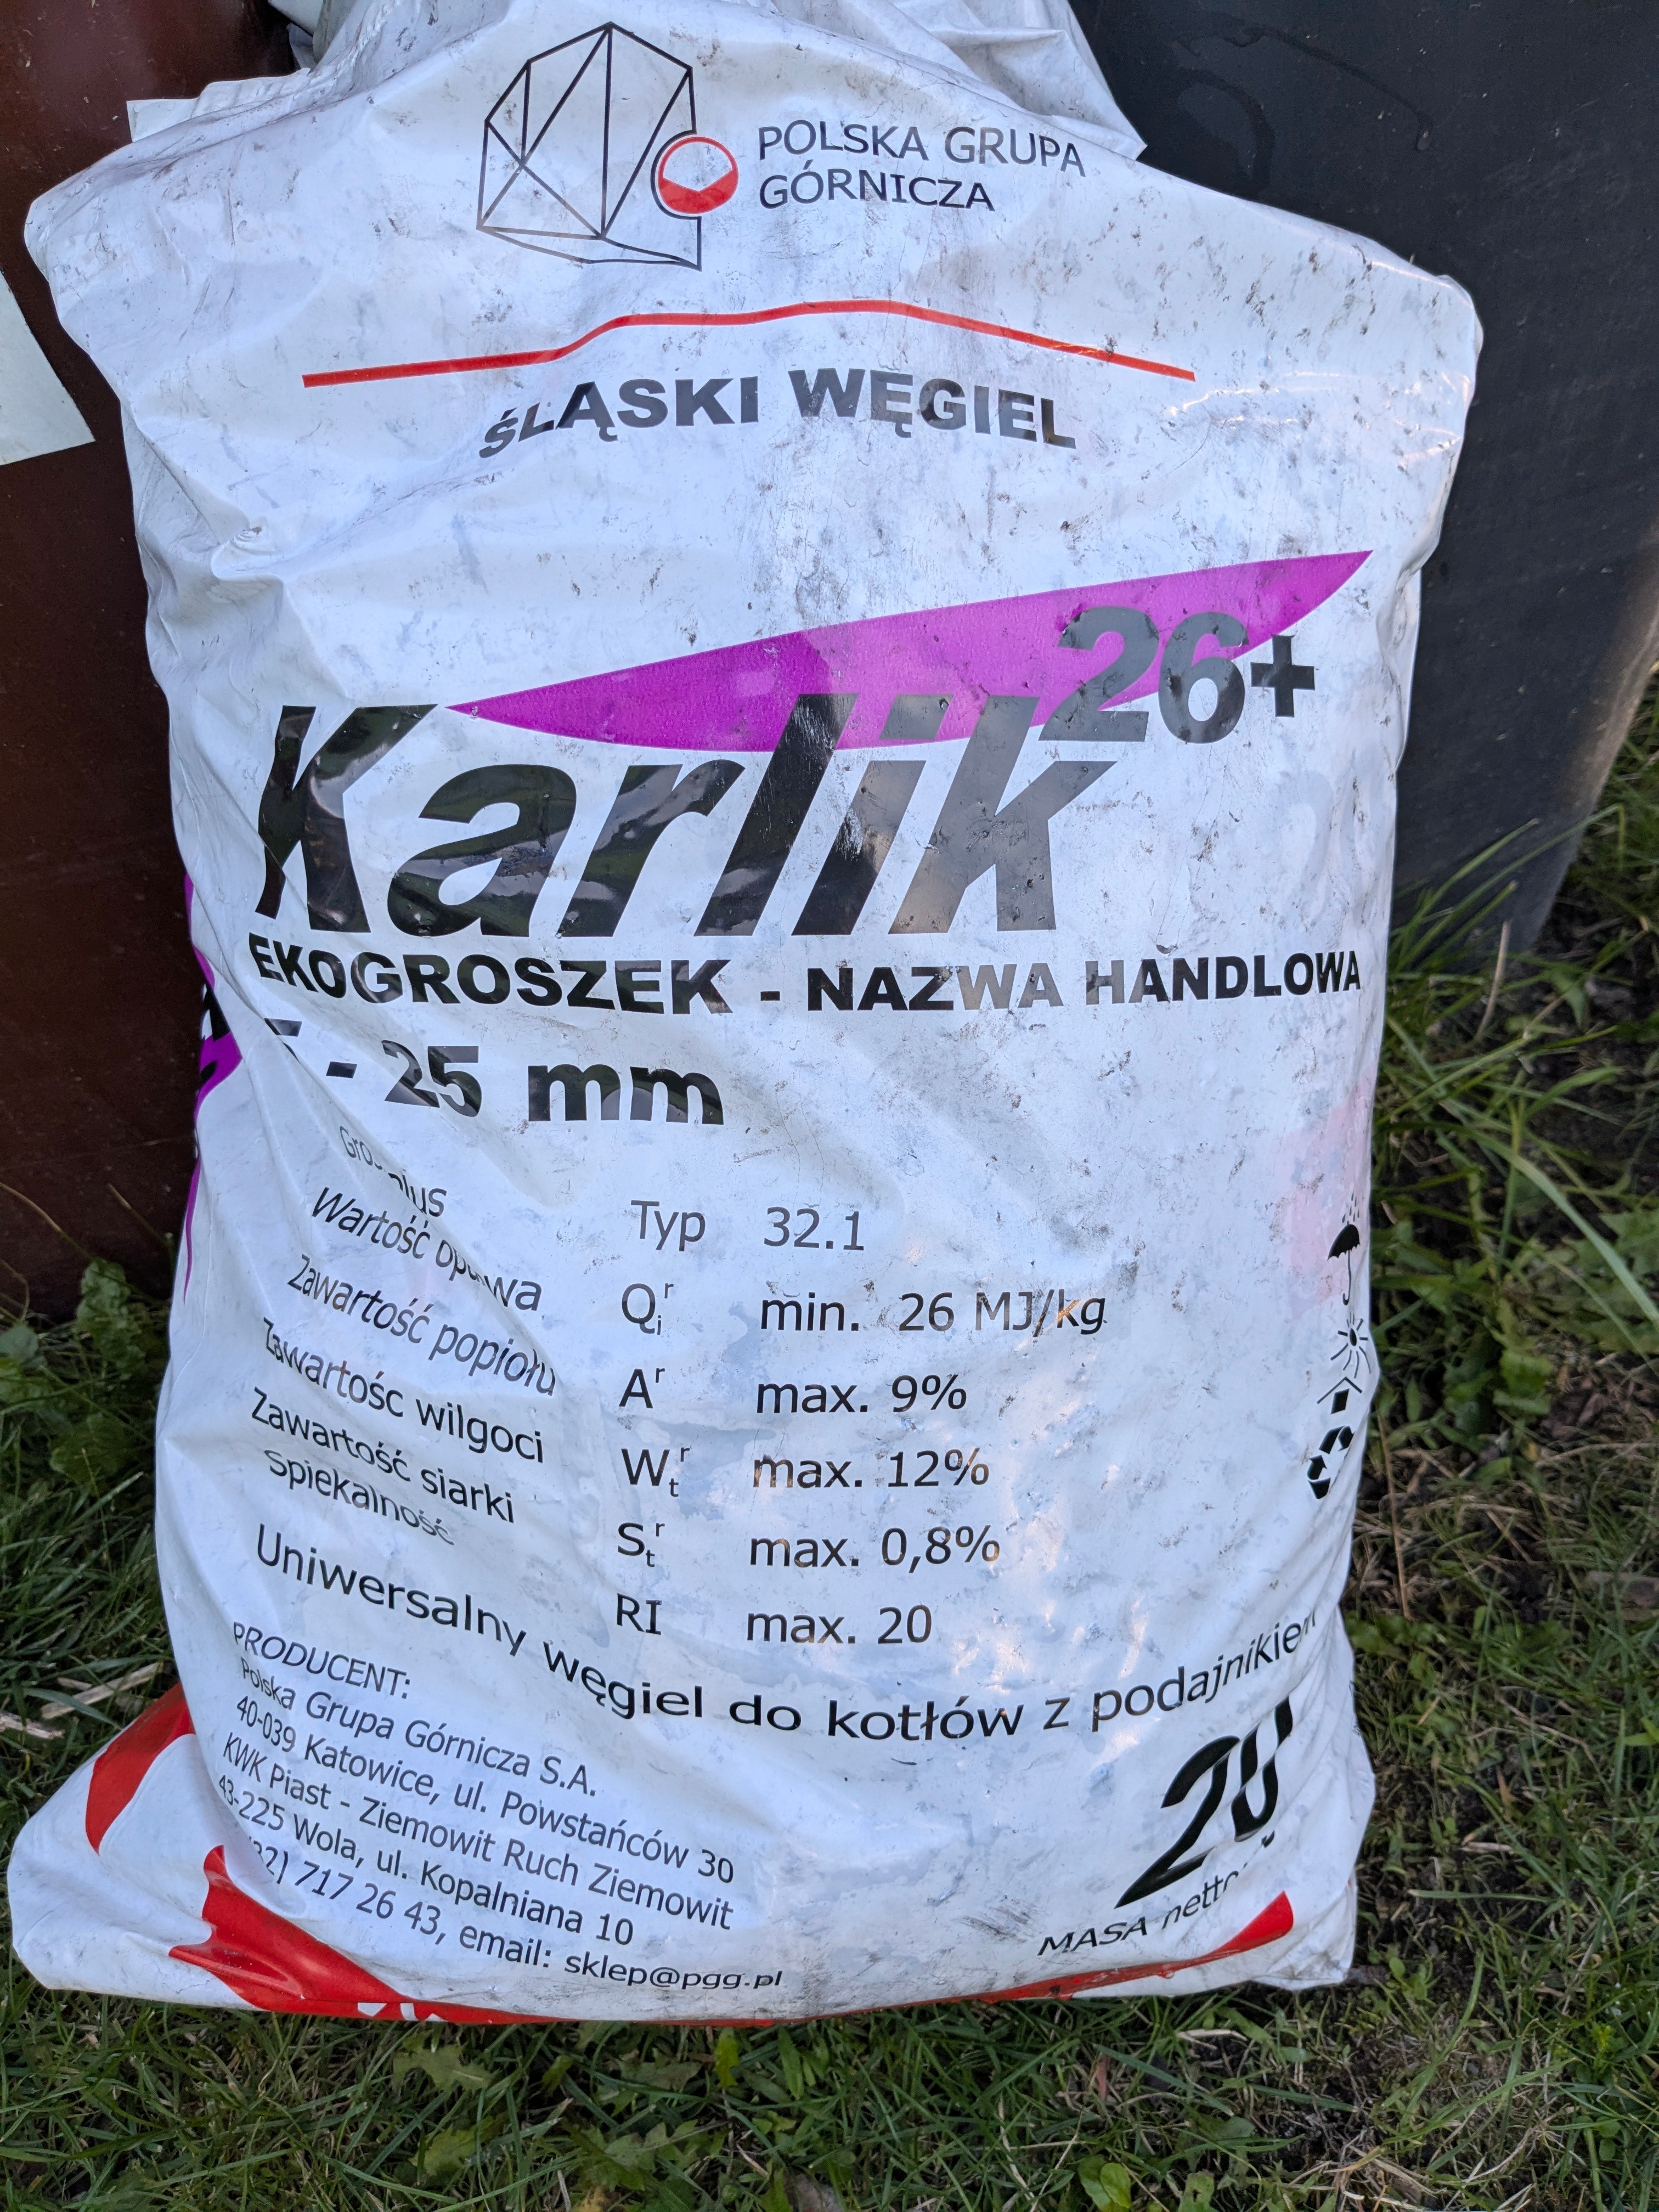 POLSKA GRUPA
GÓRNICZA
ŚLĄSKI WĘGIEL
Karlik 26+
EKOGROSZEK - NAZWA HANDLOWA
- 25 mm
Typ 32.1
Wartość opałowa Qir min. 26 MJ/kg
Zawartość popiołu Ar max. 9%
Zawartośc wilgoci Wtr max. 12%
Zawartość siarki Str max. 0,8%
Spiekalność RI max. 20
Uniwersalny węgiel do kotłów z podajnikiem
PRODUCENT:
Polska Grupa Górnicza S.A.
40-039 Katowice, ul. Powstańców 30
KWK Piast - Ziemowit Ruch Ziemowit
43-225 Wola, ul. Kopalniana 10
32) 717 26 43, email: sklep@pgg.pl
20
MASA netto